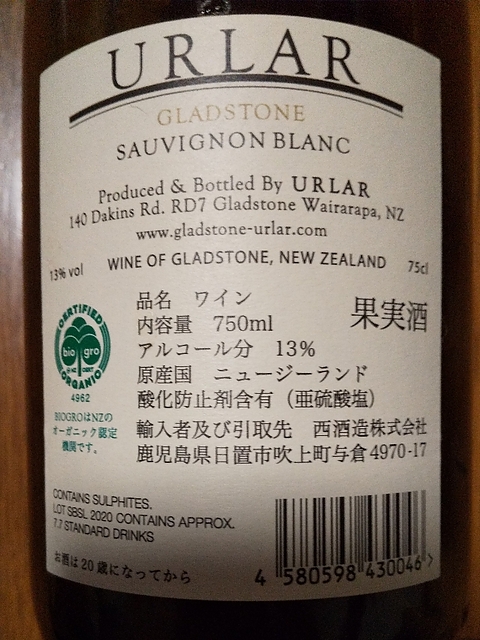 URLAR
GLADSTONE
SAUVIGNON BLANC
Produced & Bottled By URLAR
140 Dakins Rd. RD7 Gladstone Wairarapa, NZ
www.gladstone-urlar.com
13% vol WINE OF GLADSTONE, NEW ZEALAND 75cl
品名 ワイン
果実酒
内容量 750ml
アルコール分 13%
原産国 ニュージーランド
酸化防止剤含有（亜硫酸塩）
輸入者及び引取先 西酒造株式会社
鹿児島県日置市吹上町与倉4970-17
CERTIFIED
bio gro
ORGANIC
4962
BIOGROはNZの
オーガニック認定
機関です。
CONTAINS SULPHITES.
LOT SBSL 2020 CONTAINS APPROX.
7.7 STANDARD DRINKS
お酒は20歳になってから
4 580598 430046 >